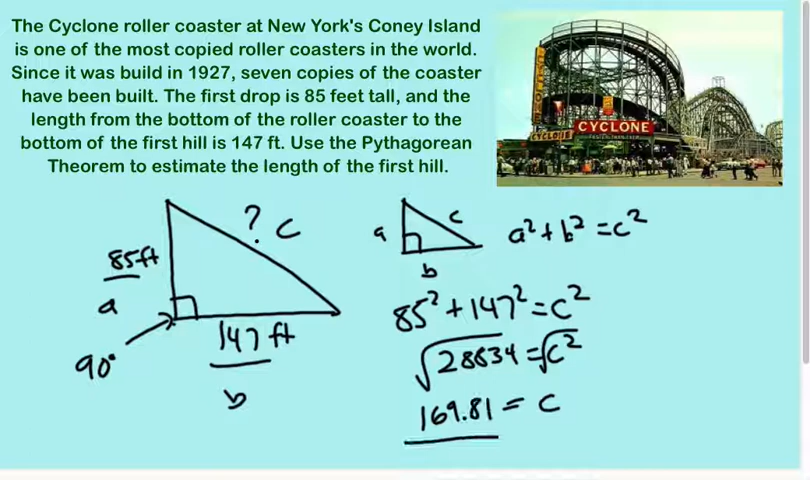 The Cyclone roller coaster at New York's Coney Island
is one of the most copied roller coasters in the world.
Since it was build in 1927, seven copies of the coaster
have been built. The first drop is 85 feet tall, and the
length from the bottom of the roller coaster to the
bottom of the first hill is 147 ft. Use the Pythagorean
Theorem to estimate the length of the first hill.
CYCLONE
CYCLONE
CYCLONE
? c
85ft
a
147 ft
b
90°
a
c
b
a²+b²=c²
85²+147²=c²
√28834=√c²
169.81 = c